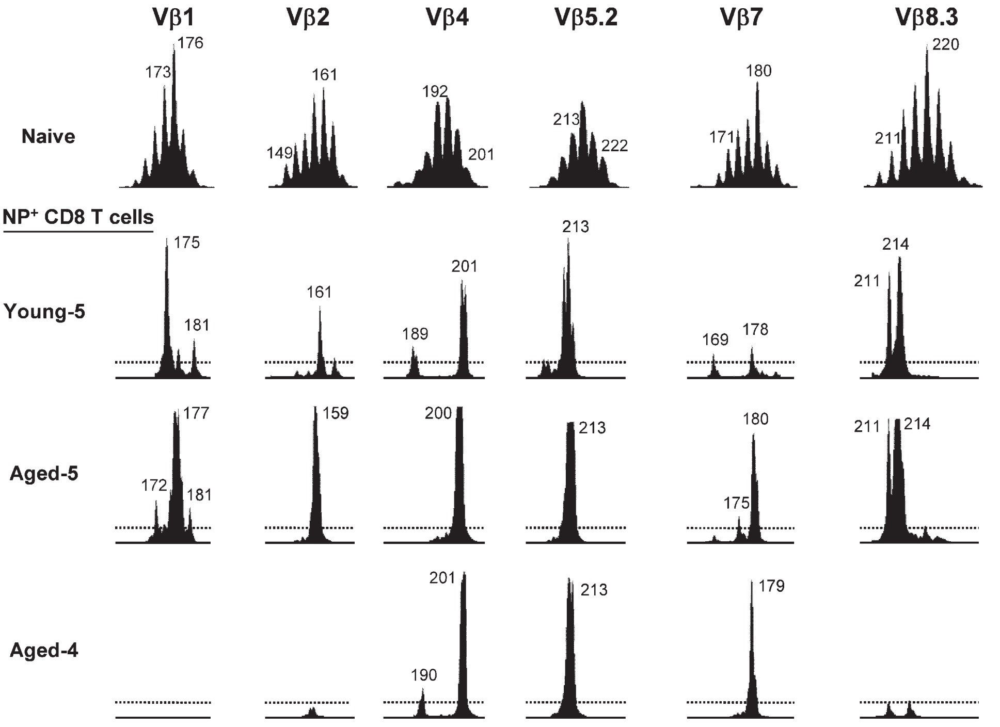 Vβ1 Vβ2 Vβ4 Vβ5.2 Vβ7 Vβ8.3
Naive
173 176
149 161
192 201
213 222
171 180
211 220
NP⁺ CD8 T cells
Young-5
175 181
161
189 201
213
169 178
211 214
Aged-5
172 177 181
159
200
213
175 180
211 214
Aged-4
190 201
213
179